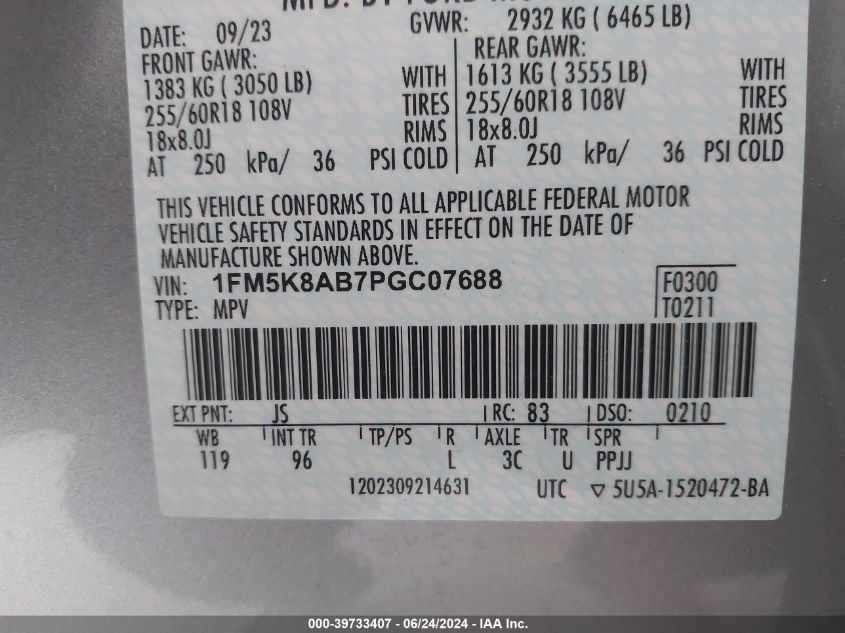 MFD. BY FORD MO
DATE: 09/23 GVWR: 2932 KG ( 6465 LB)
FRONT GAWR: REAR GAWR:
1383 KG ( 3050 LB) WITH 1613 KG ( 3555 LB) WITH
255/60R18 108V TIRES 255/60R18 108V TIRES
18x8.0J RIMS 18x8.0J RIMS
AT 250 kPa/ 36 PSI COLD AT 250 kPa/ 36 PSI COLD
THIS VEHICLE CONFORMS TO ALL APPLICABLE FEDERAL MOTOR
VEHICLE SAFETY STANDARDS IN EFFECT ON THE DATE OF
MANUFACTURE SHOWN ABOVE.
VIN: 1FM5K8AB7PGC07688 F0300
TYPE: MPV T0211
EXT PNT: JS RC: 83 DSO: 0210
WB INT TR TP/PS R AXLE TR SPR
119 96 L 3C U PPJJ
1202309214631 UTC ▽ 5U5A-1520472-BA
000-39733407 - 06/24/2024 - IAA Inc.